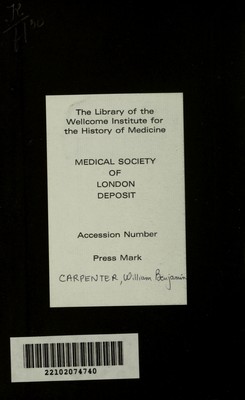 The Library of the
Wellcome Institute for
the History of Medicine
MEDICAL SOCIETY
OF
LONDON
DEPOSIT
Accession Number
Press Mark
CARPENTER, William Benjamin
22102074740